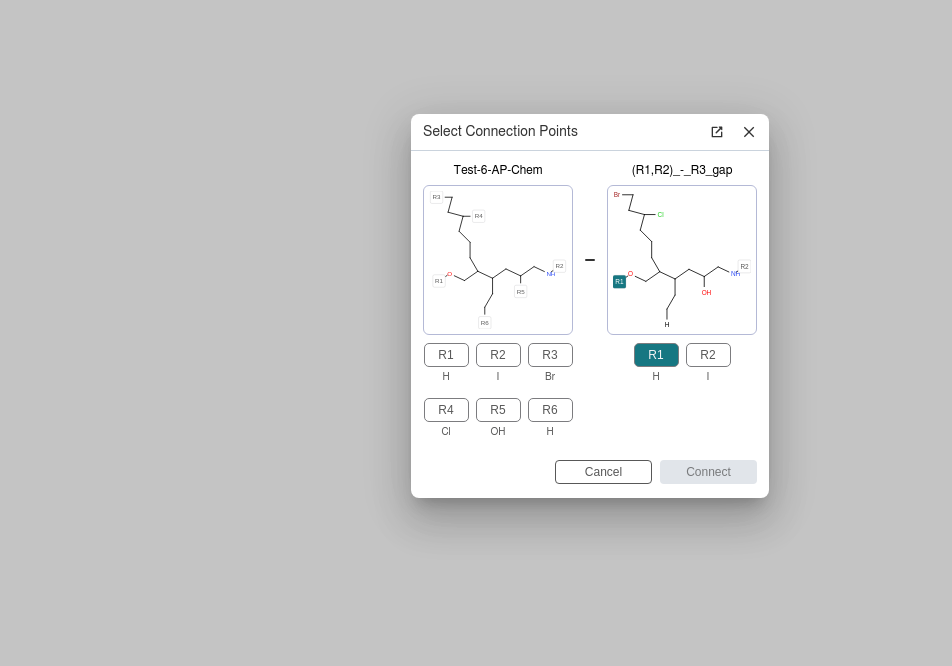 Select Connection Points
Test-6-AP-Chem
(R1,R2)_-_R3_gap
R3
R4
R1
O
NH
R2
R5
R6
–
Br
Cl
R1
O
NH
R2
OH
H
R1 R2 R3
H I Br
R4 R5 R6
Cl OH H
R1 R2
H I
Cancel
Connect